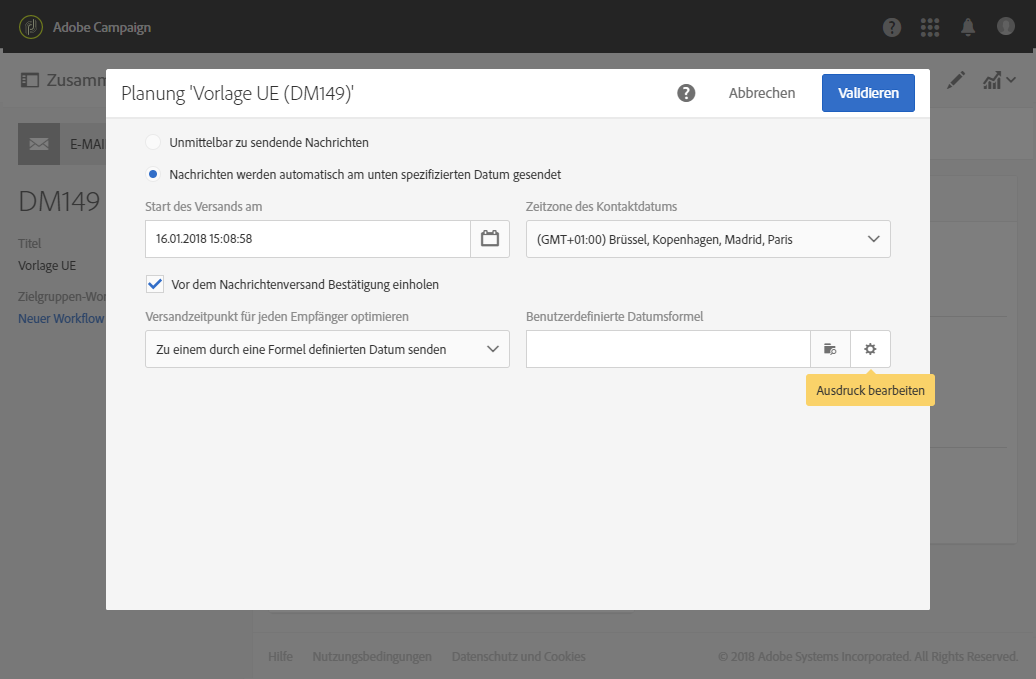 Adobe Campaign
Zusamm
Planung 'Vorlage UE (DM149)'
Abbrechen
Validieren
E-MAI
Unmittelbar zu sendende Nachrichten
Nachrichten werden automatisch am unten spezifizierten Datum gesendet
DM149
Start des Versands am
Zeitzone des Kontaktdatums
16.01.2018 15:08:58
(GMT+01:00) Brüssel, Kopenhagen, Madrid, Paris
Titel
Vorlage UE
Vor dem Nachrichtenversand Bestätigung einholen
Zielgruppen-Wor
Neuer Workflow
Versandzeitpunkt für jeden Empfänger optimieren
Benutzerdefinierte Datumsformel
Zu einem durch eine Formel definierten Datum senden
Ausdruck bearbeiten
Hilfe Nutzungsbedingungen Datenschutz und Cookies © 2018 Adobe Systems Incorporated. All Rights Reserved.